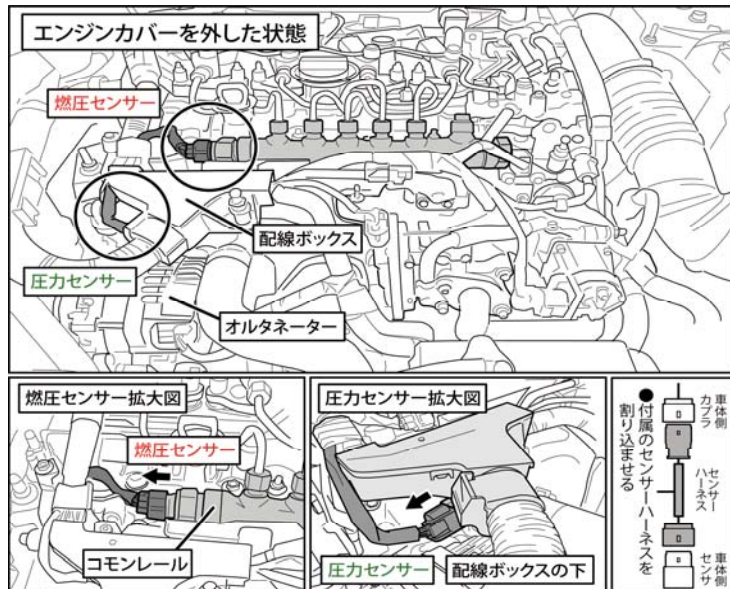 エンジンカバーを外した状態
燃圧センサー
配線ボックス
圧力センサー
オルタネーター
燃圧センサー拡大図
燃圧センサー
コモンレール
圧力センサー拡大図
圧力センサー
配線ボックスの下
車体側
カプラ
センサー
ハーネス
車体側
センサ
●付属のセンサーハーネスを
割り込ませる